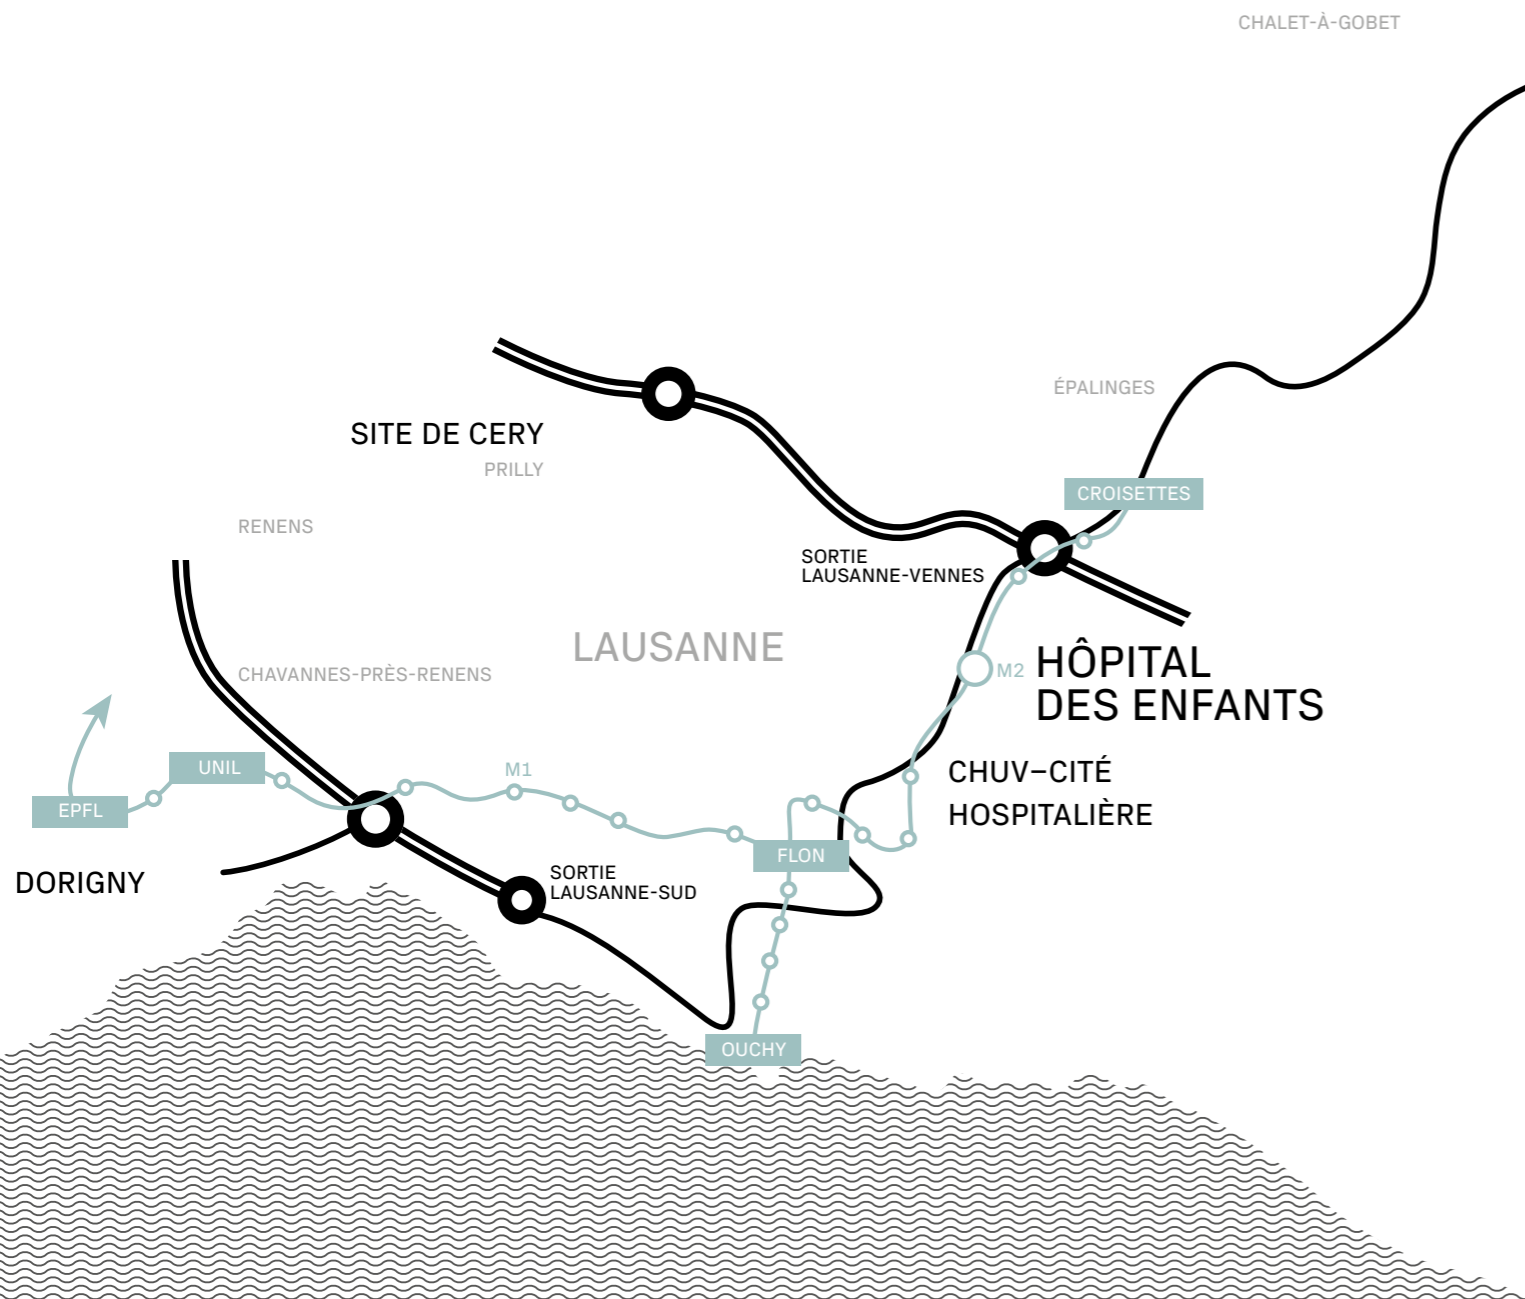 CHALET-À-GOBET
ÉPALINGES
SITE DE CERY
PRILLY
CROISETTES
RENENS
SORTIE
LAUSANNE-VENNES
LAUSANNE
HÔPITAL
DES ENFANTS
M2
CHAVANNES-PRÈS-RENENS
UNIL
M1
CHUV–CITÉ
HOSPITALIÈRE
EPFL
FLON
DORIGNY
SORTIE
LAUSANNE-SUD
OUCHY